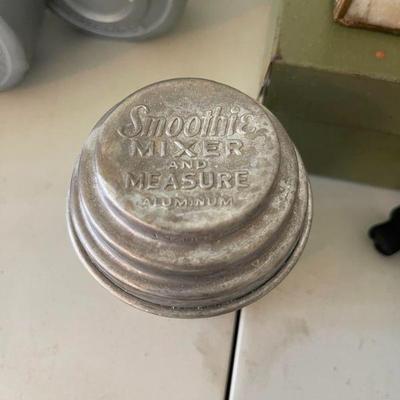 Smoothie
MIXER
AND
MEASURE
ALUMINUM